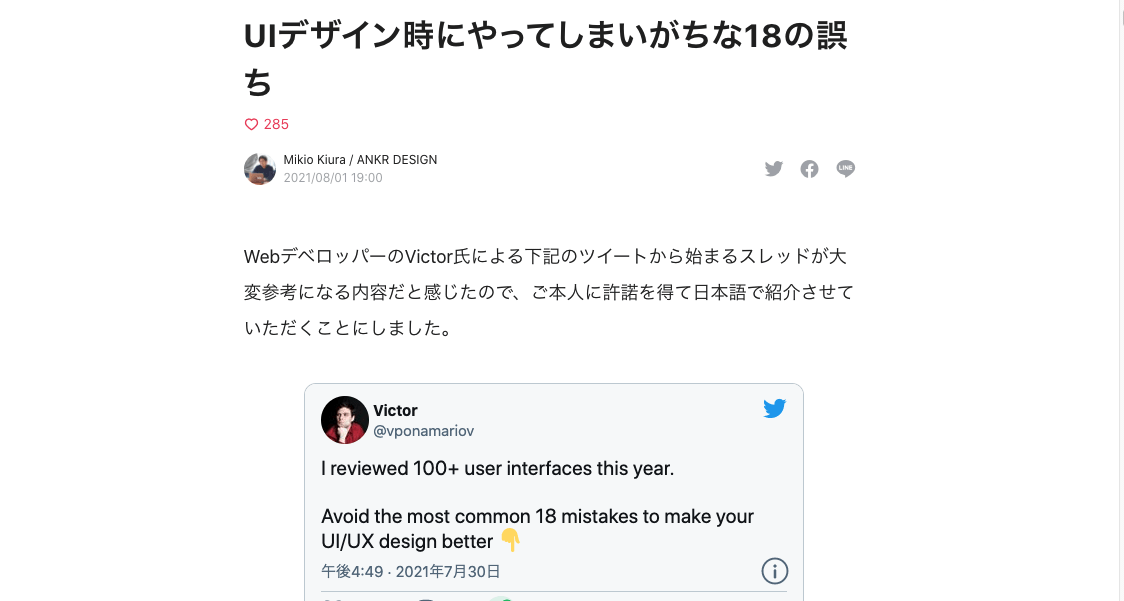 UIデザイン時にやってしまいがちな18の誤
ち
285
Mikio Kiura / ANKR DESIGN
2021/08/01 19:00
LINE
WebデベロッパーのVictor氏による下記のツイートから始まるスレッドが大
変参考になる内容だと感じたので、ご本人に許諾を得て日本語で紹介させて
いただくことにしました。
Victor
@vponamariov
I reviewed 100+ user interfaces this year.
Avoid the most common 18 mistakes to make your
UI/UX design better 👇
午後4:49 · 2021年7月30日